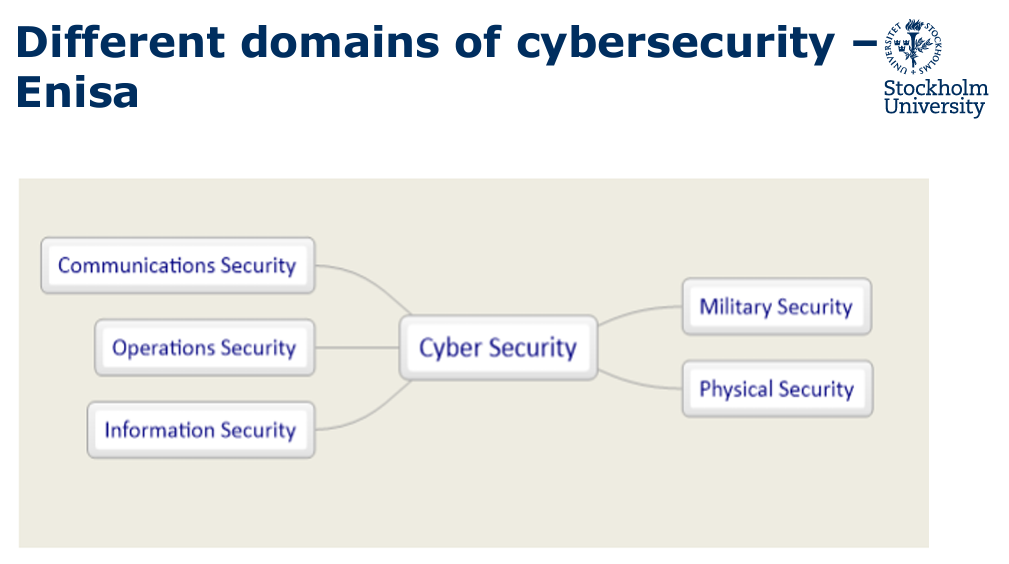 Different domains of cybersecurity –
Enisa
STOCKHOLMS UNIVERSITET
Stockholm
University
Communications Security
Operations Security
Information Security
Cyber Security
Military Security
Physical Security